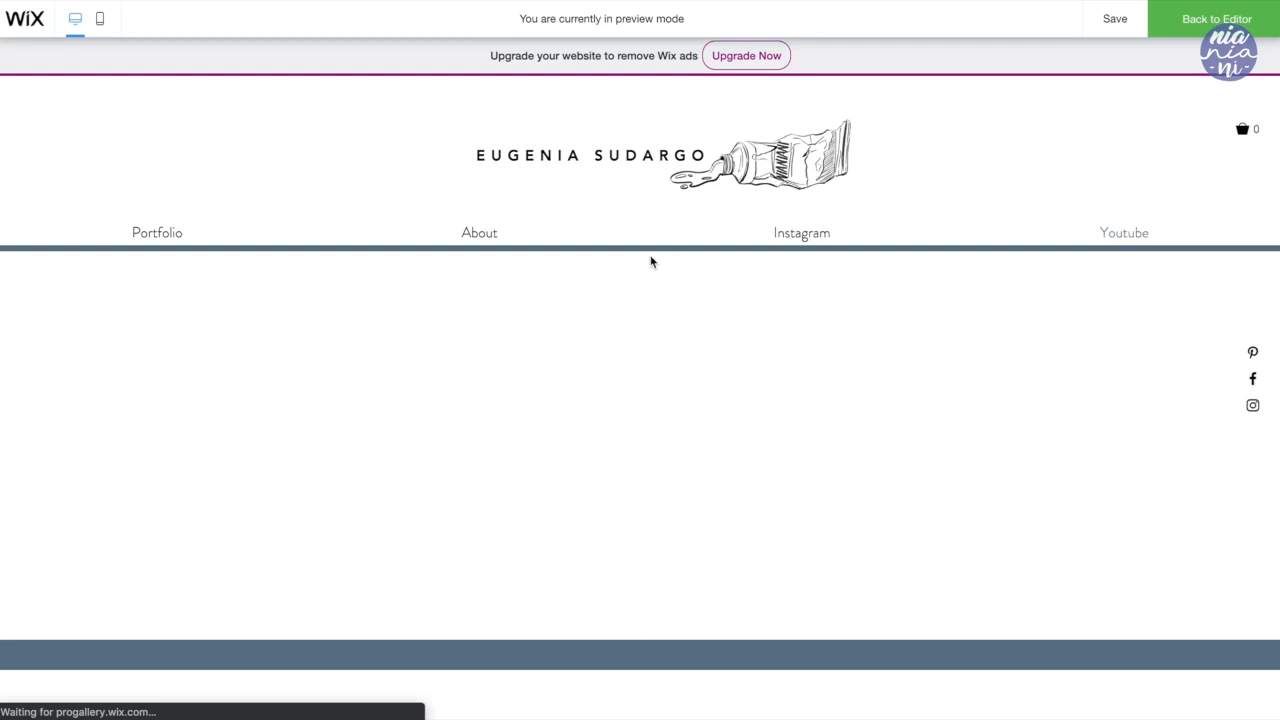 WiX
You are currently in preview mode
Save
Back to Editor
nia
nia
-ni-
Upgrade your website to remove Wix ads
Upgrade Now
0
EUGENIA SUDARGO
NIANIANI
Portfolio
About
Instagram
Youtube
Waiting for progallery.wix.com...